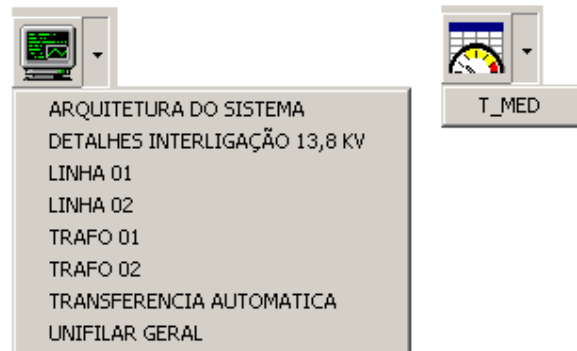 ARQUITETURA DO SISTEMA
DETALHES INTERLIGAÇÃO 13,8 KV
LINHA 01
LINHA 02
TRAFO 01
TRAFO 02
TRANSFERENCIA AUTOMATICA
UNIFILAR GERAL
T_MED